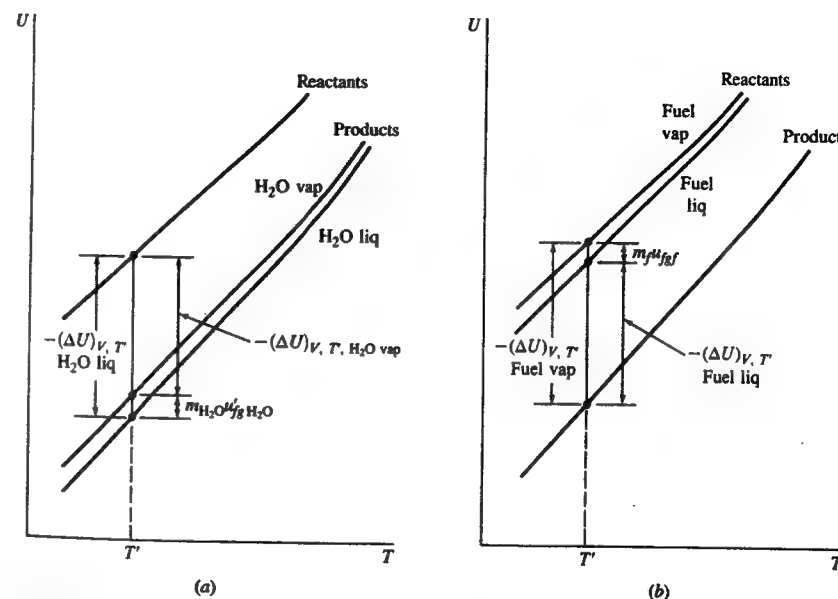 U
Reactants
Products
H₂O vap
H₂O liq
−(ΔU)V, T′
H₂O liq
−(ΔU)V, T′, H₂O vap
mH₂Ou′fg H₂O
T′
T
(a)
U
Reactants
Fuel
vap
Product
Fuel
liq
mfufgf
−(ΔU)V, T′
Fuel vap
−(ΔU)V, T′
Fuel liq
T′
T
(b)